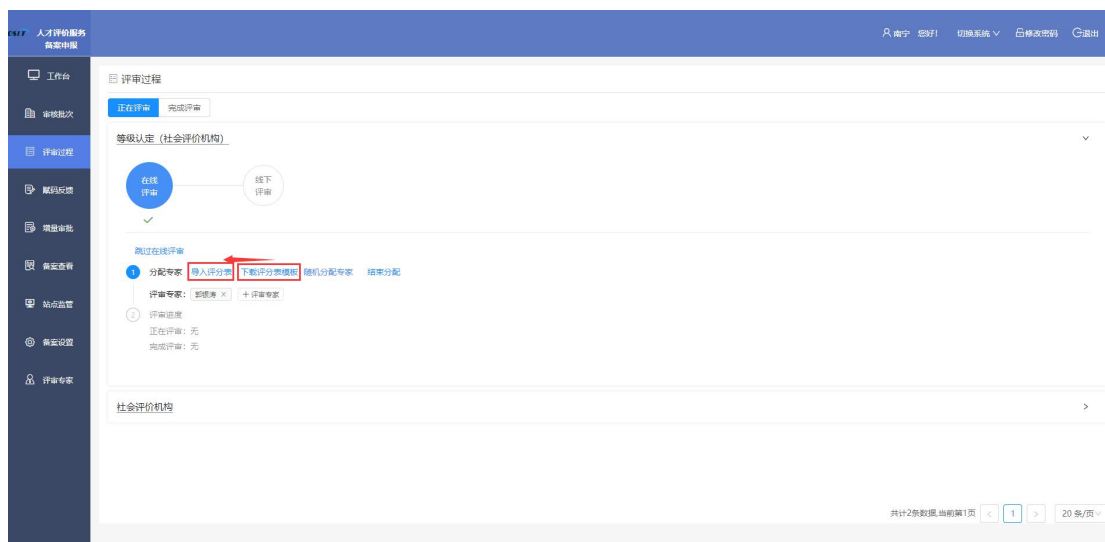 人才评价服务
备案申报
南宁 您好! 切换系统 修改密码 退出
工作台
审核批次
评审过程
赋码反馈
增量审批
备案查看
站点监管
备案设置
评审专家
评审过程
正在评审 完成评审
等级认定（社会评价机构）
在线
评审
线下
评审
跳过在线评审
1 分配专家 导入评分表 下载评分表模板 随机分配专家 结束分配
评审专家： 郭银涛 × + 评审专家
2 评审进度
正在评审：无
完成评审：无
社会评价机构
共计2条数据,当前第1页 < 1 > 20 条/页